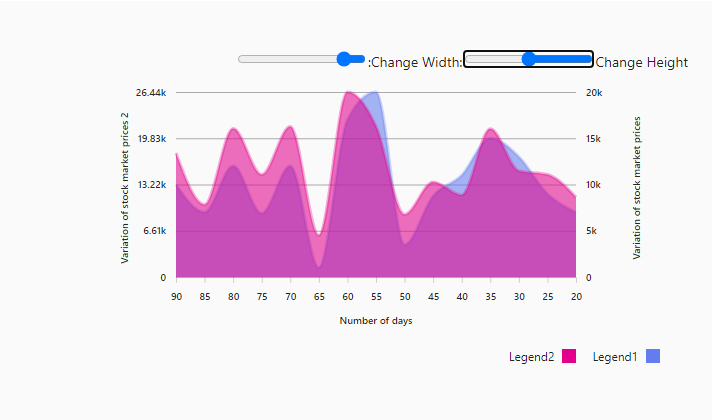 :Change Width:
Change Height
26.44k
19.83k
13.22k
6.61k
0
Variation of stock market prices 2
20k
15k
10k
5k
0
Variation of stock market prices
90 85 80 75 70 65 60 55 50 45 40 35 30 25 20
Number of days
Legend2 Legend1